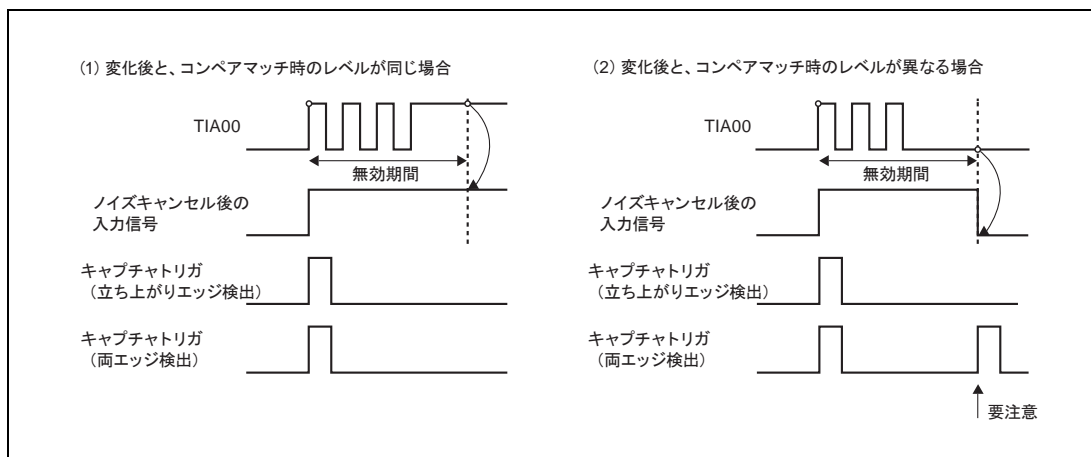 (1) 変化後と、コンペアマッチ時のレベルが同じ場合
TIA00
無効期間
ノイズキャンセル後の
入力信号
キャプチャトリガ
(立ち上がりエッジ検出)
キャプチャトリガ
(両エッジ検出)
(2) 変化後と、コンペアマッチ時のレベルが異なる場合
TIA00
無効期間
ノイズキャンセル後の
入力信号
キャプチャトリガ
(立ち上がりエッジ検出)
キャプチャトリガ
(両エッジ検出)
要注意